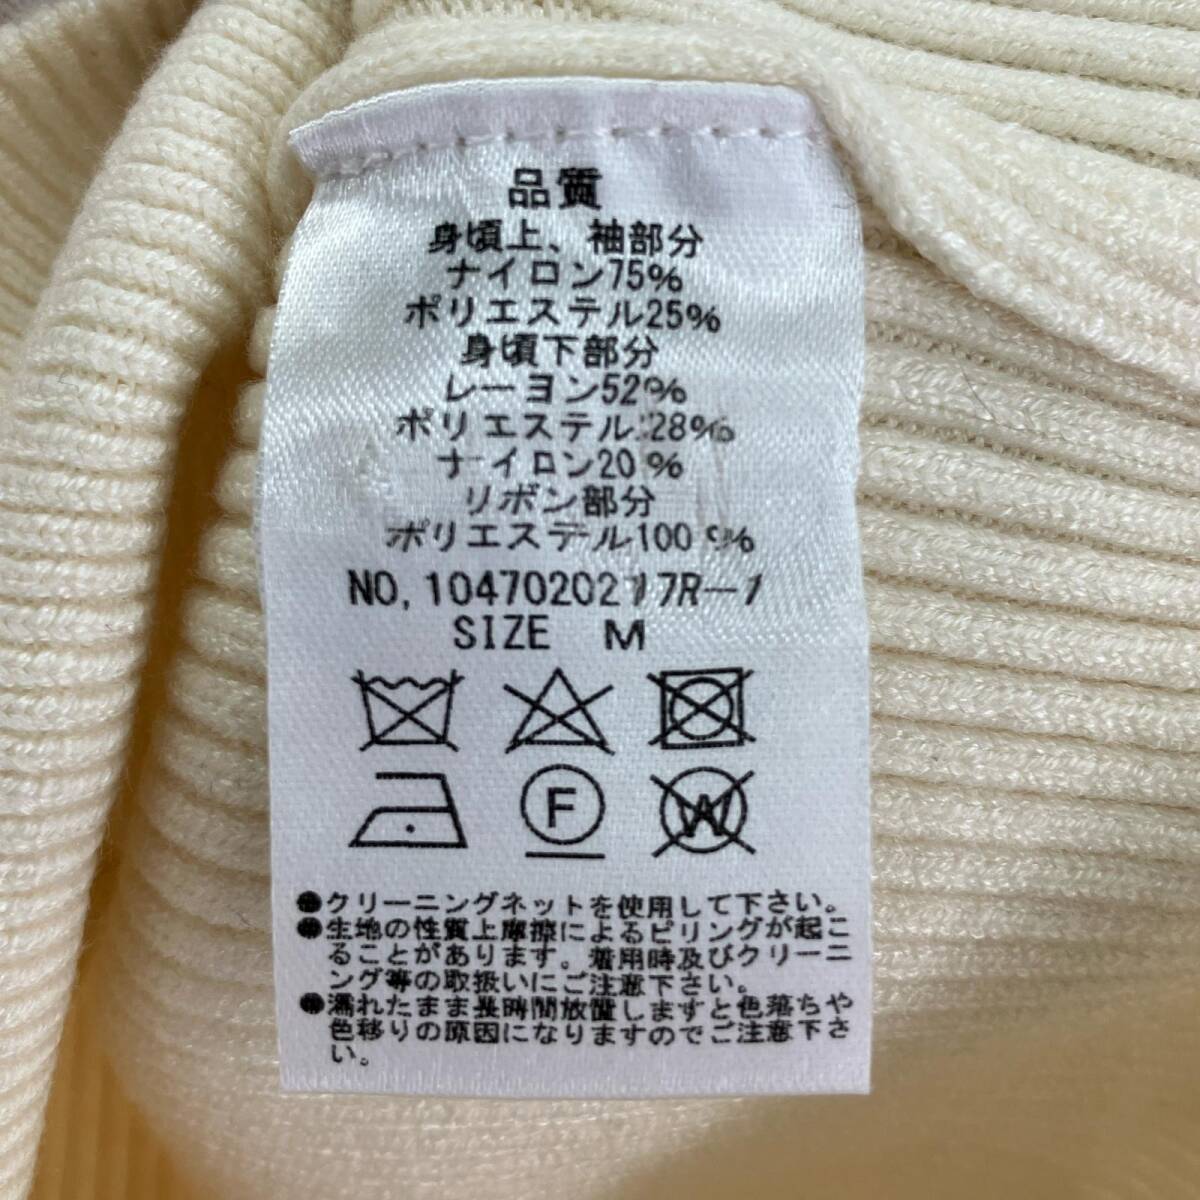 品質
身頃上、袖部分
ナイロン75%
ポリエステル25%
身頃下部分
レーヨン52%
ポリエステル28%
ナイロン20%
リボン部分
ポリエステル100%
NO, 1047020217R-1
SIZE M
F
W
●クリーニングネットを使用して下さい。
●生地の性質上摩擦によるピリングが起こ
ることがあります。着用時及びクリーニ
ング等の取扱いにご注意下さい。
●濡れたまま長時間放置しますと色落ちや
色移りの原因になりますのでご注意下さ
い。